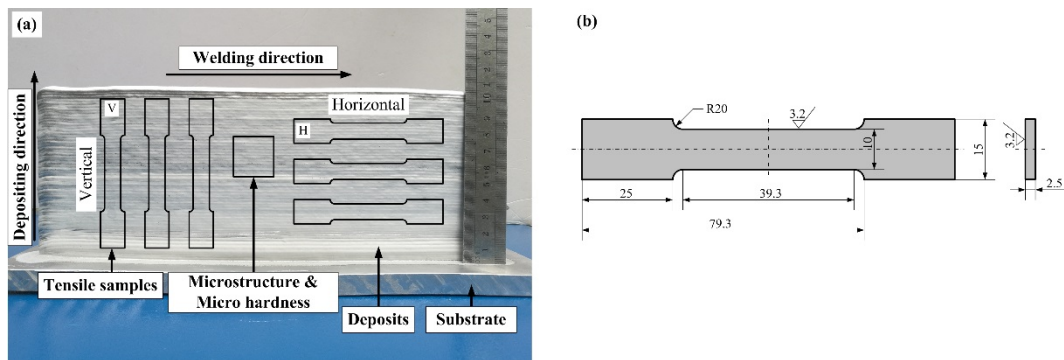 (a)
Welding direction
Depositing direction
V
Vertical
Horizontal
H
Tensile samples
Microstructure &
Micro hardness
Deposits
Substrate
(b)
R20
3.2
10
15
3.2
25
39.3
2.5
79.3